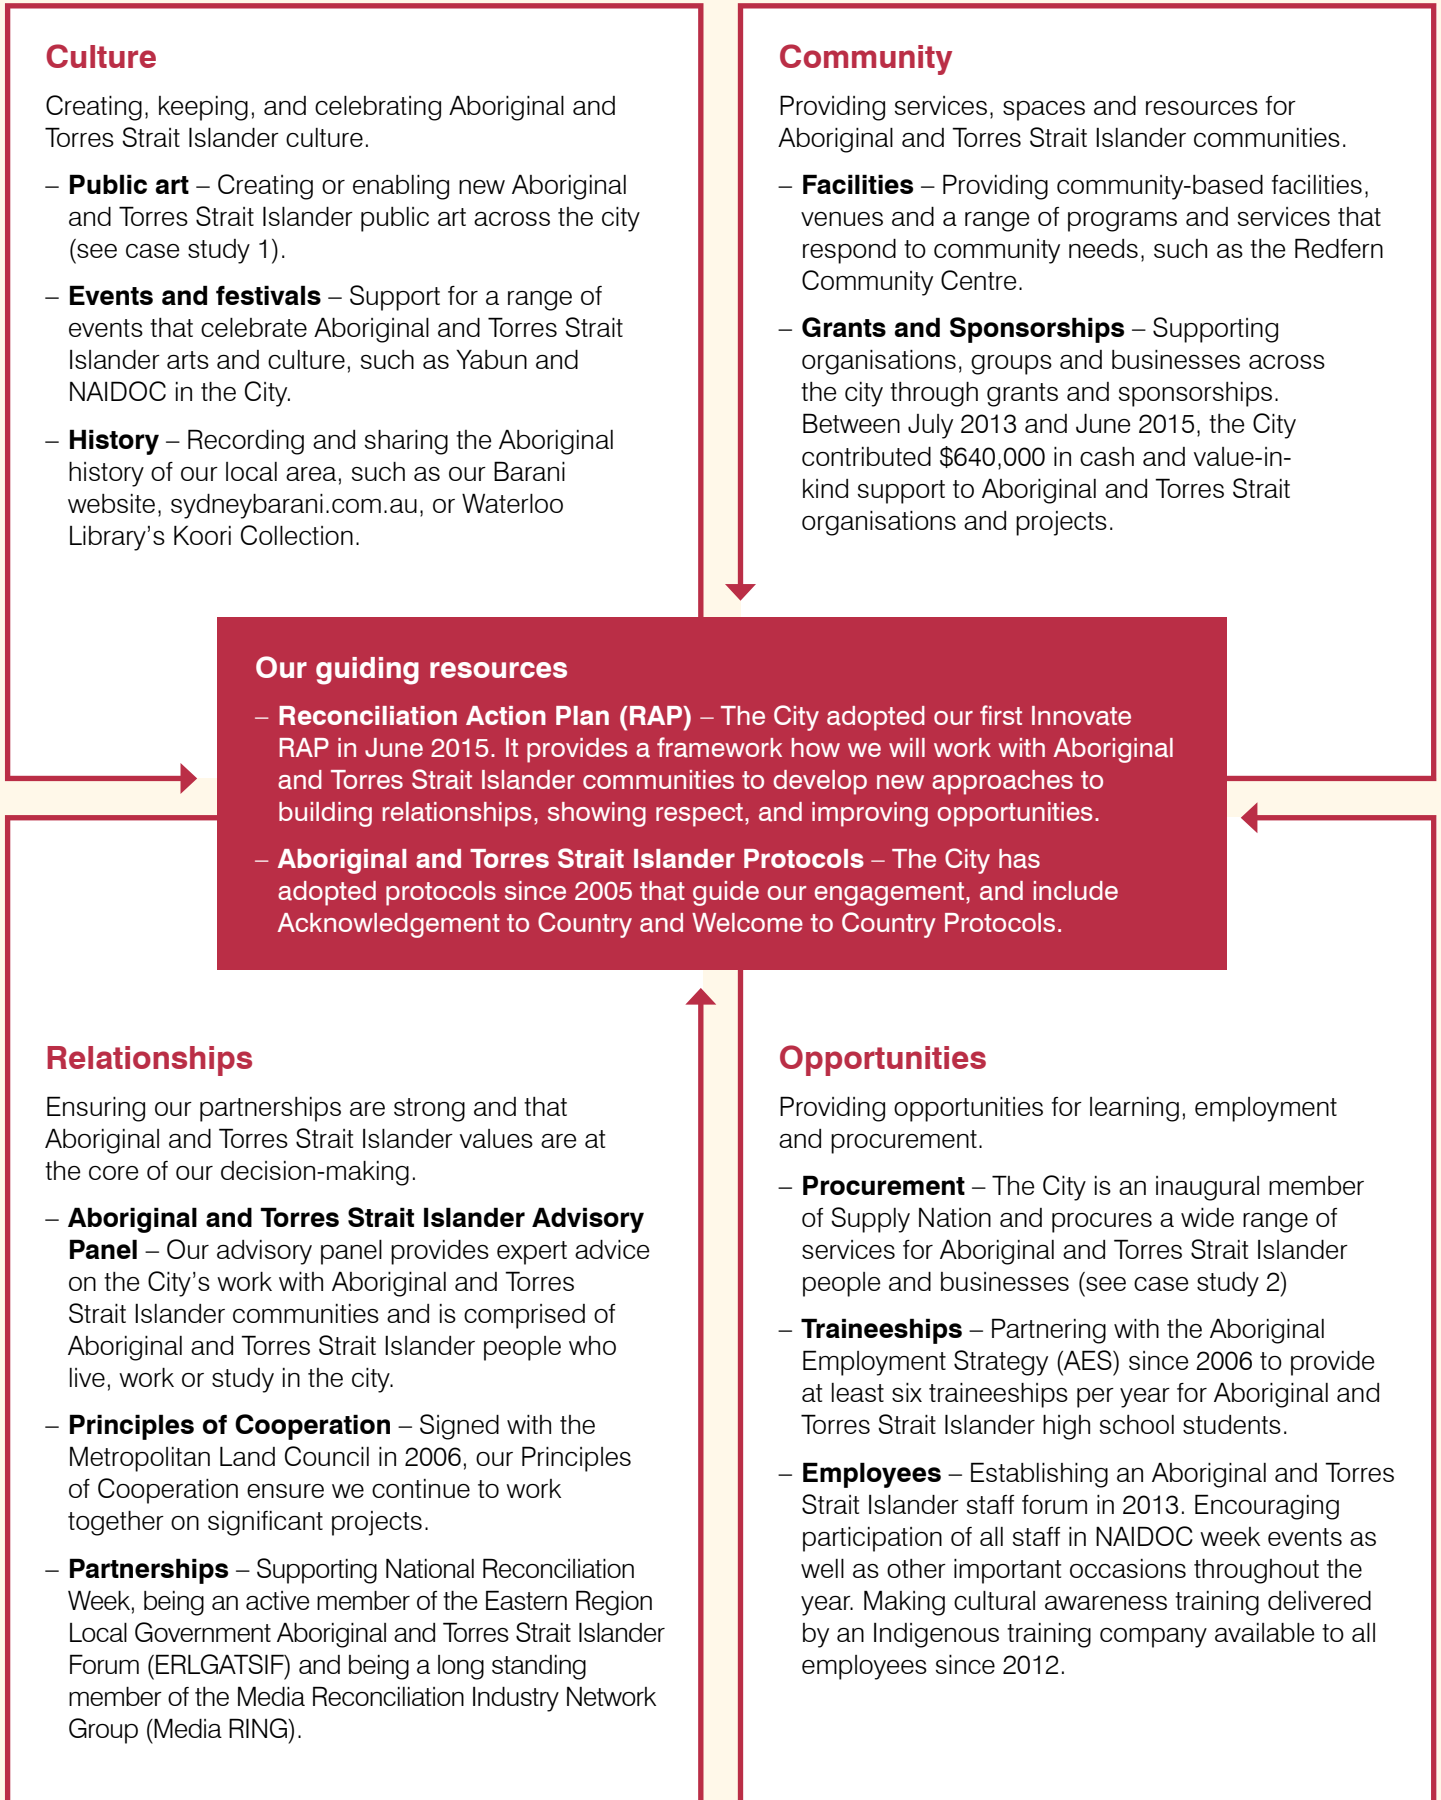 Culture
Creating, keeping, and celebrating Aboriginal and
Torres Strait Islander culture.
– Public art – Creating or enabling new Aboriginal
and Torres Strait Islander public art across the city
(see case study 1).
– Events and festivals – Support for a range of
events that celebrate Aboriginal and Torres Strait
Islander arts and culture, such as Yabun and
NAIDOC in the City.
– History – Recording and sharing the Aboriginal
history of our local area, such as our Barani
website, sydneybarani.com.au, or Waterloo
Library's Koori Collection.
Community
Providing services, spaces and resources for
Aboriginal and Torres Strait Islander communities.
– Facilities – Providing community-based facilities,
venues and a range of programs and services that
respond to community needs, such as the Redfern
Community Centre.
– Grants and Sponsorships – Supporting
organisations, groups and businesses across
the city through grants and sponsorships.
Between July 2013 and June 2015, the City
contributed $640,000 in cash and value-in-
kind support to Aboriginal and Torres Strait
organisations and projects.
Our guiding resources
– Reconciliation Action Plan (RAP) – The City adopted our first Innovate
RAP in June 2015. It provides a framework how we will work with Aboriginal
and Torres Strait Islander communities to develop new approaches to
building relationships, showing respect, and improving opportunities.
– Aboriginal and Torres Strait Islander Protocols – The City has
adopted protocols since 2005 that guide our engagement, and include
Acknowledgement to Country and Welcome to Country Protocols.
Relationships
Ensuring our partnerships are strong and that
Aboriginal and Torres Strait Islander values are at
the core of our decision-making.
– Aboriginal and Torres Strait Islander Advisory
Panel – Our advisory panel provides expert advice
on the City's work with Aboriginal and Torres
Strait Islander communities and is comprised of
Aboriginal and Torres Strait Islander people who
live, work or study in the city.
– Principles of Cooperation – Signed with the
Metropolitan Land Council in 2006, our Principles
of Cooperation ensure we continue to work
together on significant projects.
– Partnerships – Supporting National Reconciliation
Week, being an active member of the Eastern Region
Local Government Aboriginal and Torres Strait Islander
Forum (ERLGATSIF) and being a long standing
member of the Media Reconciliation Industry Network
Group (Media RING).
Opportunities
Providing opportunities for learning, employment
and procurement.
– Procurement – The City is an inaugural member
of Supply Nation and procures a wide range of
services for Aboriginal and Torres Strait Islander
people and businesses (see case study 2)
– Traineeships – Partnering with the Aboriginal
Employment Strategy (AES) since 2006 to provide
at least six traineeships per year for Aboriginal and
Torres Strait Islander high school students.
– Employees – Establishing an Aboriginal and Torres
Strait Islander staff forum in 2013. Encouraging
participation of all staff in NAIDOC week events as
well as other important occasions throughout the
year. Making cultural awareness training delivered
by an Indigenous training company available to all
employees since 2012.